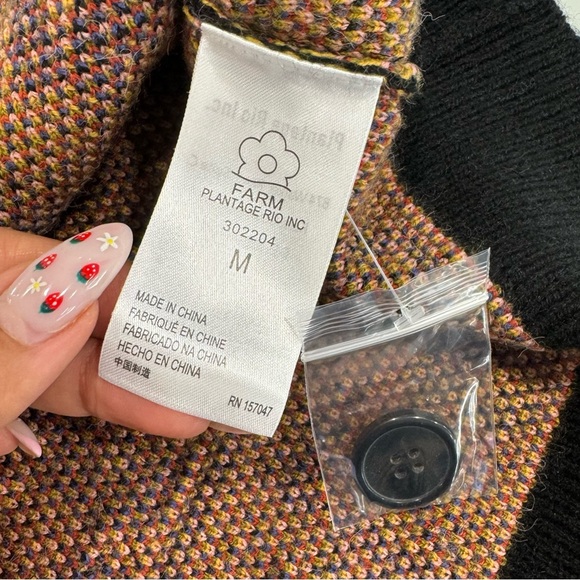 FARM
PLANTAGE RIO INC
302204
M
MADE IN CHINA
FABRIQUÉ EN CHINE
FABRICADO NA CHINA
HECHO EN CHINA
中国制造
RN 157047